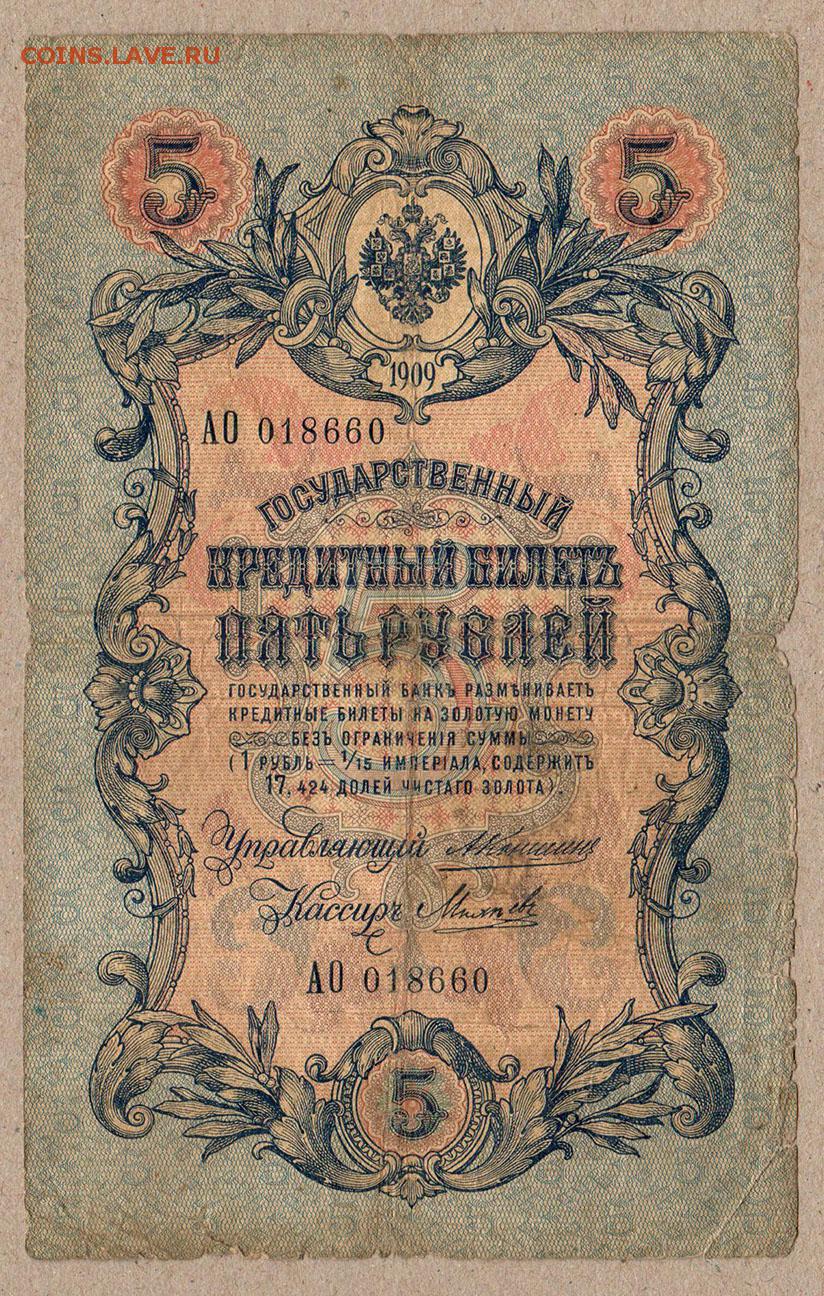 COINS.LAVE.RU
5 5
1909
АО 018660
ГОСУДАРСТВЕННЫЙ
КРЕДИТНЫЙ БИЛЕТЪ
ПЯТЬ РУБЛЕЙ
ГОСУДАРСТВЕННЫЙ БАНКЪ РАЗМѢНИВАЕТЪ
КРЕДИТНЫЕ БИЛЕТЫ НА ЗОЛОТУЮ МОНЕТУ
БЕЗЪ ОГРАНИЧЕНІЯ СУММЫ
(1 РУБЛЬ = 1/15 ИМПЕРІАЛА, СОДЕРЖИТЪ
17,424 ДОЛЕЙ ЧИСТАГО ЗОЛОТА).
Управляющій
Кассиръ
АО 018660
5